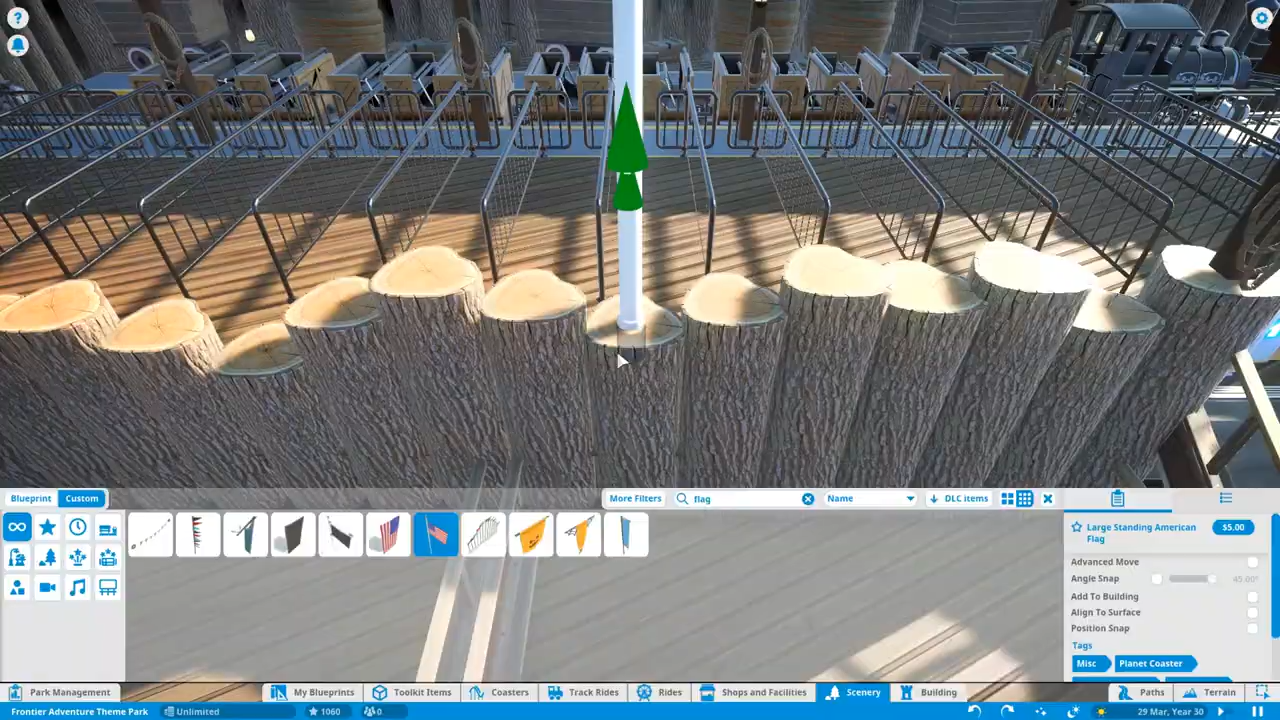 ?
Blueprint
Custom
More Filters
flag
Name
DLC items
Large Standing American
Flag
$5.00
Advanced Move
Angle Snap
45.00°
Add To Building
Align To Surface
Position Snap
Tags
Misc
Planet Coaster
Park Management
My Blueprints
Toolkit Items
Coasters
Track Rides
Rides
Shops and Facilities
Scenery
Building
Paths
Terrain
Frontier Adventure Theme Park
Unlimited
1060
0
29 Mar, Year 30